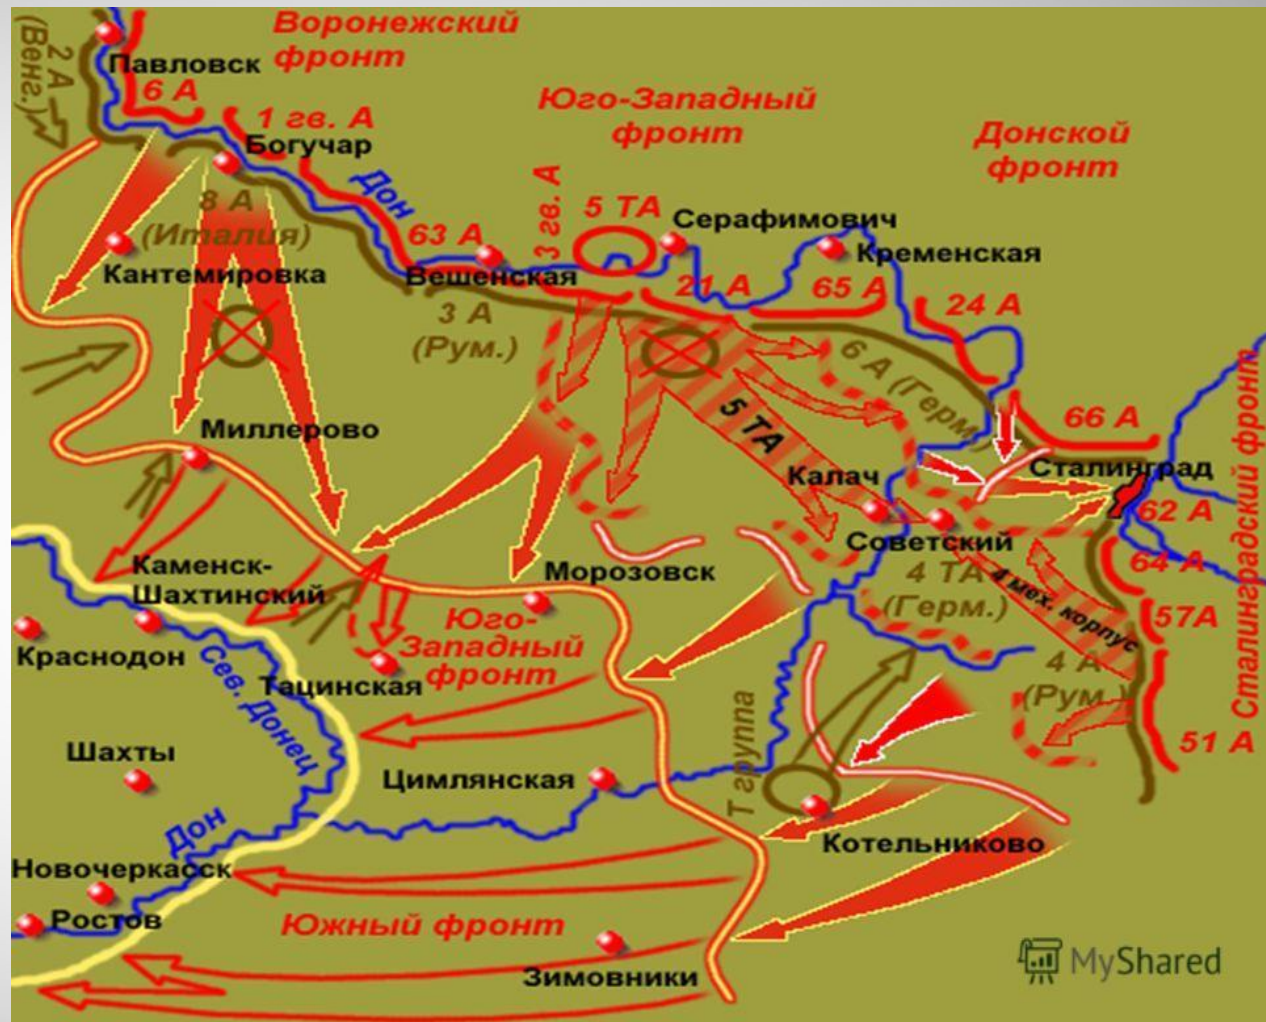 Воронежский
фронт
2 А
(Венг.)
Павловск
6 А
1 гв. А
Богучар
Дон
Юго-Западный
фронт
Донской
фронт
8 А
(Италия)
Кантемировка
63 А
Вешенская
3 гв. А
5 ТА
Серафимович
Кременская
21 А
65 А
24 А
3 А
(Рум.)
6 А (Герм.)
66 А
Сталинградский фронт
Миллерово
5 ТА
Калач
Сталинград
62 А
Советский
64 А
4 ТА
(Герм.)
4 мех. корпус
57А
4 А
(Рум.)
51 А
Каменск-
Шахтинский
Морозовск
Краснодон
Сев. Донец
Тацинская
Юго-
Западный
фронт
Шахты
Цимлянская
Т группа
Котельниково
Дон
Новочеркасск
Ростов
Южный фронт
Зимовники
MyShared